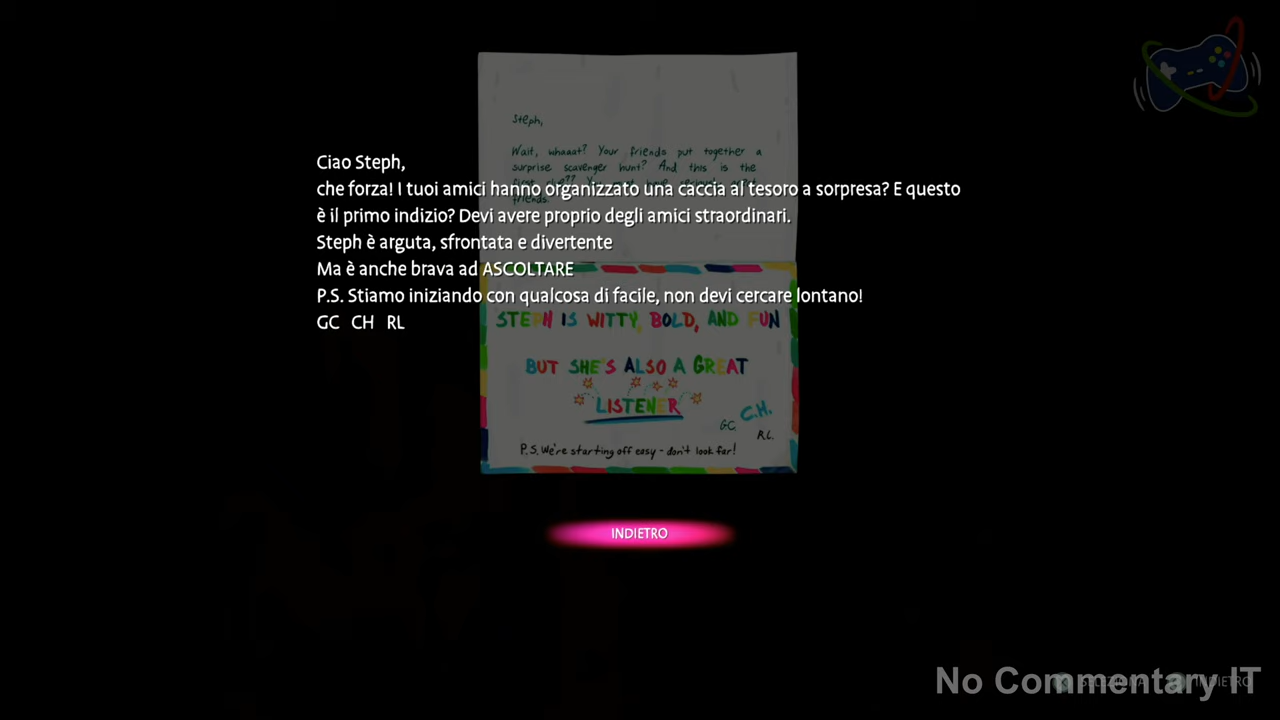 Steph,
Wait, whaaat? Your friends put together a
surprise scavenger hunt? And this is the
friends.
Ciao Steph,
che forza! I tuoi amici hanno organizzato una caccia al tesoro a sorpresa? E questo
è il primo indizio? Devi avere proprio degli amici straordinari.
Steph è arguta, sfrontata e divertente
Ma è anche brava ad ASCOLTARE
P.S. Stiamo iniziando con qualcosa di facile, non devi cercare lontano!
GC CH RL
STEPH IS WITTY, BOLD, AND FUN
BUT SHE'S ALSO A GREAT
LISTENER
GC.
C.H.
R.L.
P.S. We're starting off easy - don't look far!
INDIETRO
No Commentary IT
INDIETRO